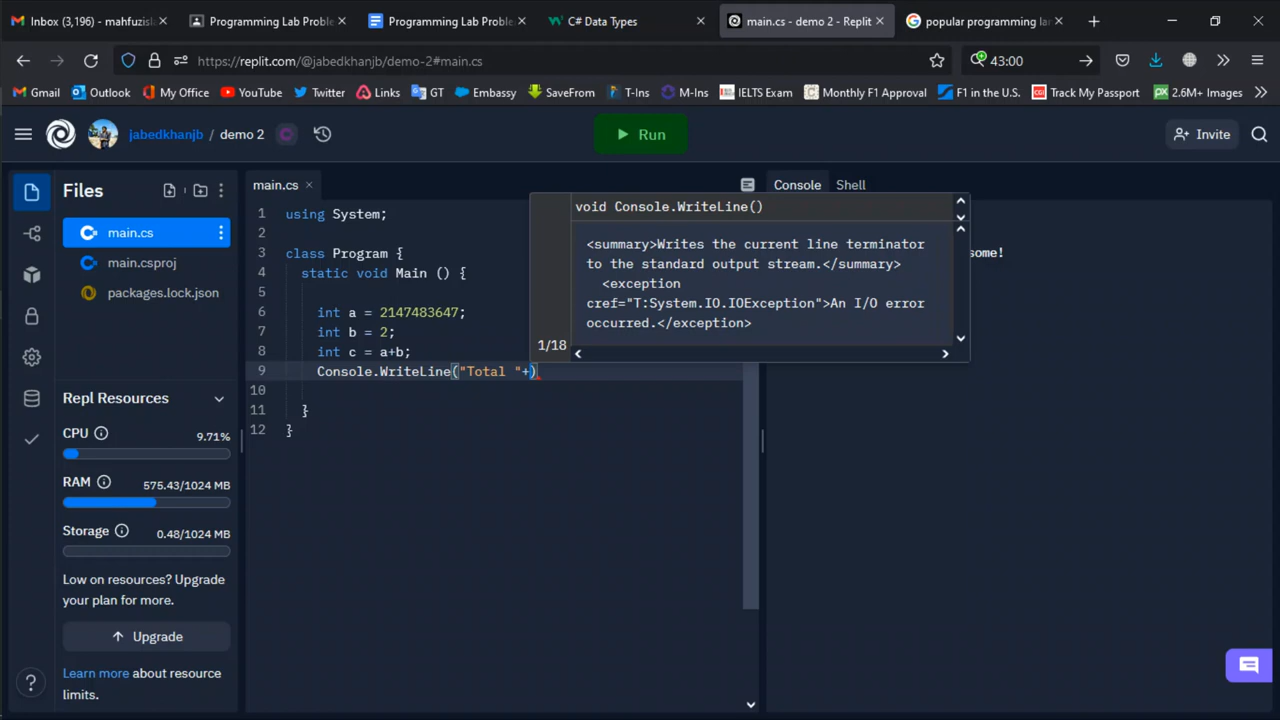 Inbox (3,196) — mahfuzisla
Programming Lab Proble
Programming Lab Proble
C# Data Types
main.cs - demo 2 - Replit
popular programming la
https://replit.com/@jabedkhanjb/demo-2#main.cs
43:00
Gmail
Outlook
My Office
YouTube
Twitter
Links
GT
Embassy
SaveFrom
T-Ins
M-Ins
IELTS Exam
Monthly F1 Approval
F1 in the U.S.
Track My Passport
2.6M+ Images
jabedkhanjb / demo 2
Run
Invite
Files
main.cs
main.csproj
packages.lock.json
Repl Resources
CPU
9.71%
RAM
575.43/1024 MB
Storage
0.48/1024 MB
Low on resources? Upgrade
your plan for more.
Upgrade
Learn more about resource
limits.
main.cs
1 using System;
2
3 class Program {
4 static void Main () {
5
6 int a = 2147483647;
7 int b = 2;
8 int c = a+b;
9 Console.WriteLine("Total "+)
10
11 }
12 }
void Console.WriteLine()
<summary>Writes the current line terminator
to the standard output stream.</summary>
<exception
cref="T:System.IO.IOException">An I/O error
occurred.</exception>
1/18
Console
Shell
some!